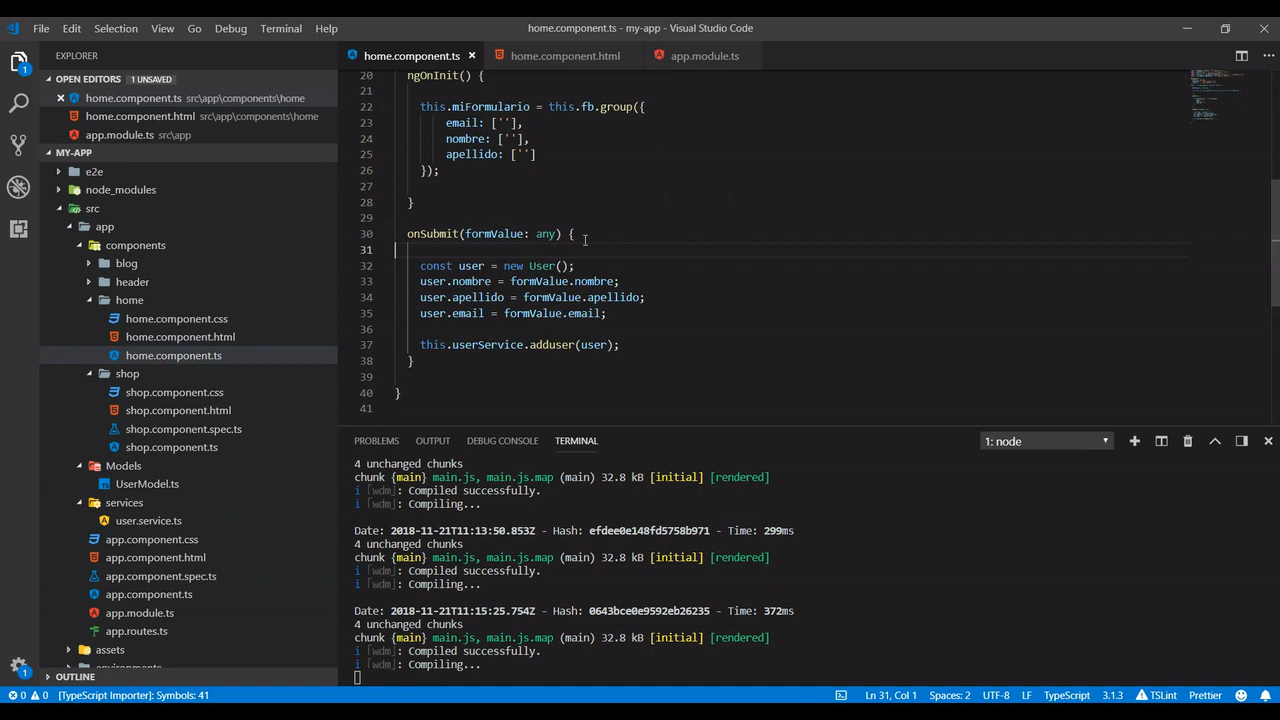 File Edit Selection View Go Debug Terminal Help
home.component.ts - my-app - Visual Studio Code
EXPLORER
OPEN EDITORS 1 UNSAVED
home.component.ts src\app\components\home
home.component.html src\app\components\home
app.module.ts src\app
MY-APP
e2e
node_modules
src
app
components
blog
header
home
home.component.css
home.component.html
home.component.ts
shop
shop.component.css
shop.component.html
shop.component.spec.ts
shop.component.ts
Models
UserModel.ts
services
user.service.ts
app.component.css
app.component.html
app.component.spec.ts
app.component.ts
app.module.ts
app.routes.ts
assets
environments
OUTLINE
1
1
home.component.ts home.component.html app.module.ts
20 ngOnInit() {
21
22 this.miFormulario = this.fb.group({
23 email: [''],
24 nombre: [''],
25 apellido: ['']
26 });
27
28 }
29
30 onSubmit(formValue: any) {
31
32 const user = new User();
33 user.nombre = formValue.nombre;
34 user.apellido = formValue.apellido;
35 user.email = formValue.email;
36
37 this.userService.adduser(user);
38 }
39
40 }
41
PROBLEMS OUTPUT DEBUG CONSOLE TERMINAL 1: node
4 unchanged chunks
chunk {main} main.js, main.js.map (main) 32.8 kB [initial] [rendered]
i ｢wdm｣: Compiled successfully.
i ｢wdm｣: Compiling...
Date: 2018-11-21T11:13:50.853Z - Hash: efdee0e148fd5758b971 - Time: 299ms
4 unchanged chunks
chunk {main} main.js, main.js.map (main) 32.8 kB [initial] [rendered]
i ｢wdm｣: Compiled successfully.
i ｢wdm｣: Compiling...
Date: 2018-11-21T11:15:25.754Z - Hash: 0643bce0e9592eb26235 - Time: 372ms
4 unchanged chunks
chunk {main} main.js, main.js.map (main) 32.8 kB [initial] [rendered]
i ｢wdm｣: Compiled successfully.
i ｢wdm｣: Compiling...
0 0 [TypeScript Importer]: Symbols: 41 Ln 31, Col 1 Spaces: 2 UTF-8 LF TypeScript 3.1.3 TSLint Prettier